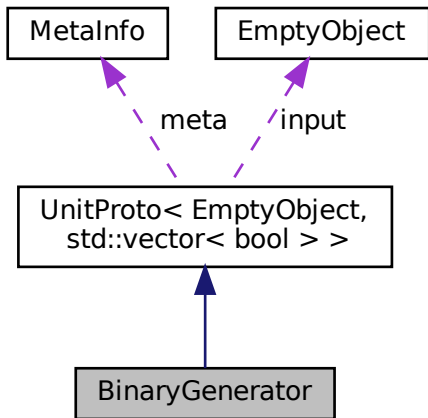 MetaInfo
EmptyObject
meta
input
UnitProto< EmptyObject,
std::vector< bool > >
BinaryGenerator